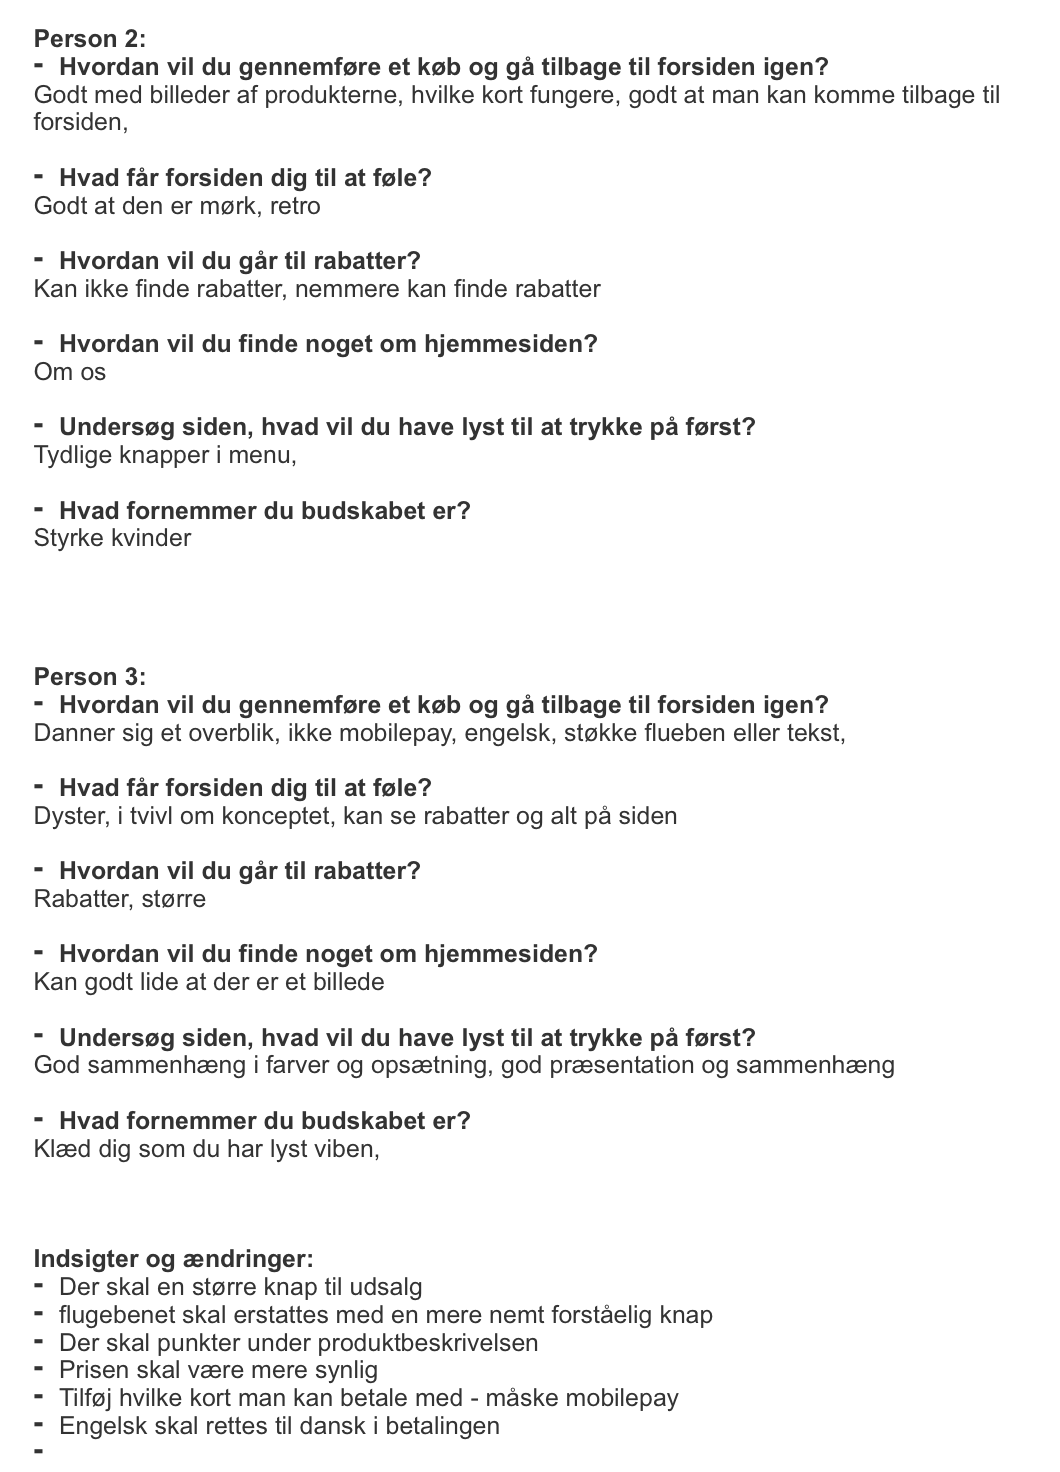 Person 2:
- Hvordan vil du gennemføre et køb og gå tilbage til forsiden igen?
Godt med billeder af produkterne, hvilke kort fungere, godt at man kan komme tilbage til
forsiden,
- Hvad får forsiden dig til at føle?
Godt at den er mørk, retro
- Hvordan vil du går til rabatter?
Kan ikke finde rabatter, nemmere kan finde rabatter
- Hvordan vil du finde noget om hjemmesiden?
Om os
- Undersøg siden, hvad vil du have lyst til at trykke på først?
Tydlige knapper i menu,
- Hvad fornemmer du budskabet er?
Styrke kvinder
Person 3:
- Hvordan vil du gennemføre et køb og gå tilbage til forsiden igen?
Danner sig et overblik, ikke mobilepay, engelsk, støkke flueben eller tekst,
- Hvad får forsiden dig til at føle?
Dyster, i tvivl om konceptet, kan se rabatter og alt på siden
- Hvordan vil du går til rabatter?
Rabatter, større
- Hvordan vil du finde noget om hjemmesiden?
Kan godt lide at der er et billede
- Undersøg siden, hvad vil du have lyst til at trykke på først?
God sammenhæng i farver og opsætning, god præsentation og sammenhæng
- Hvad fornemmer du budskabet er?
Klæd dig som du har lyst viben,
Indsigter og ændringer:
- Der skal en større knap til udsalg
- flugebenet skal erstattes med en mere nemt forståelig knap
- Der skal punkter under produktbeskrivelsen
- Prisen skal være mere synlig
- Tilføj hvilke kort man kan betale med - måske mobilepay
- Engelsk skal rettes til dansk i betalingen
-